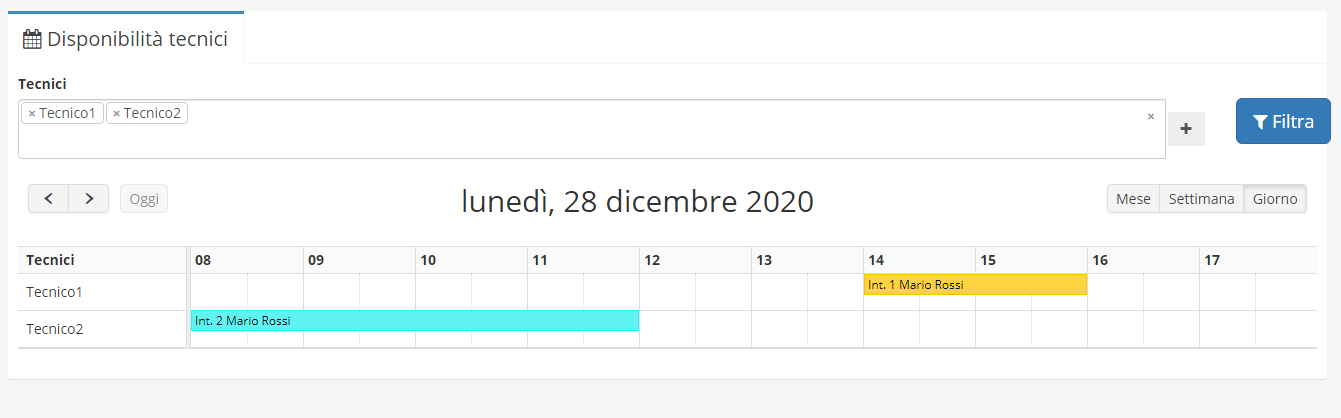 Disponibilità tecnici
Tecnici
× Tecnico1 × Tecnico2 ×
+
Filtra
< > Oggi lunedì, 28 dicembre 2020 Mese Settimana Giorno
Tecnici 08 09 10 11 12 13 14 15 16 17
Tecnico1 Int. 1 Mario Rossi
Tecnico2 Int. 2 Mario Rossi